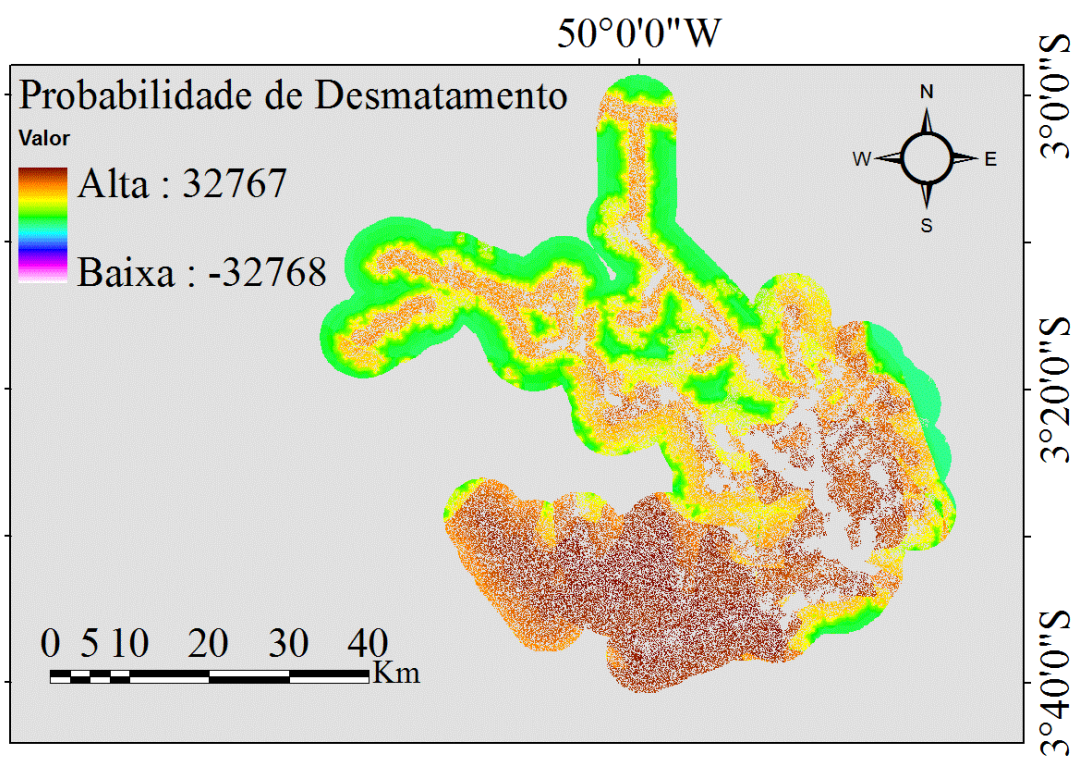 50°0'0"W
Probabilidade de Desmatamento
Valor
Alta : 32767
Baixa : -32768
N
W
E
S
3°0'0"S
3°20'0"S
3°40'0"S
0 5 10 20 30 40
Km